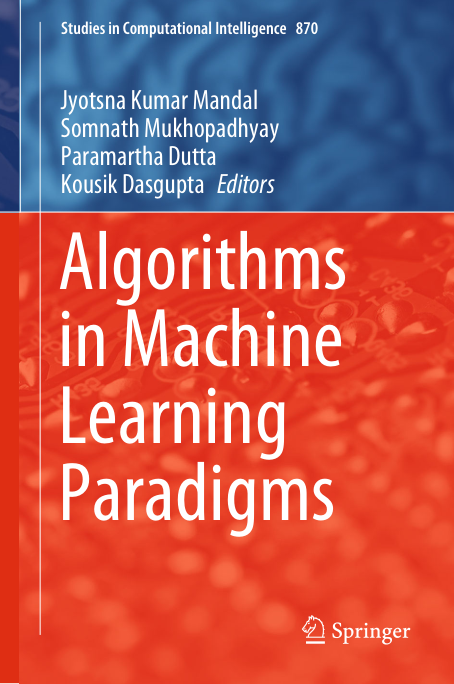 Studies in Computational Intelligence 870
Jyotsna Kumar Mandal
Somnath Mukhopadhyay
Paramartha Dutta
Kousik Dasgupta Editors
Algorithms
in Machine
Learning
Paradigms
Springer